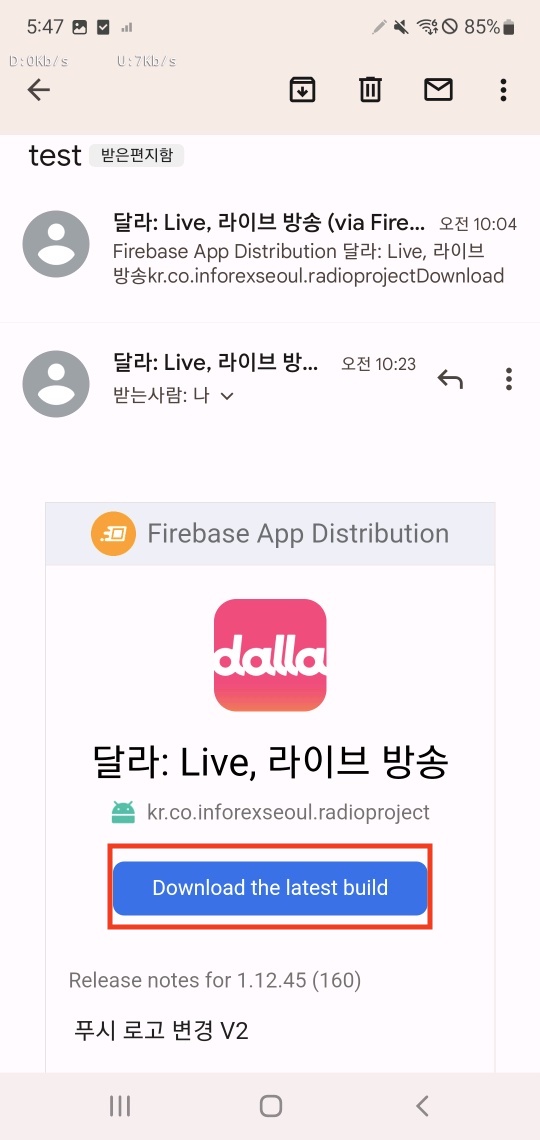 5:47 85%
D:0Kb/s U:7Kb/s
test 받은편지함
달라: Live, 라이브 방송 (via Fire... 오전 10:04
Firebase App Distribution 달라: Live, 라이브
방송kr.co.inforexseoul.radioprojectDownload
달라: Live, 라이브 방... 오전 10:23
받는사람: 나
Firebase App Distribution
dalla
달라: Live, 라이브 방송
kr.co.inforexseoul.radioproject
Download the latest build
Release notes for 1.12.45 (160)
푸시 로고 변경 V2